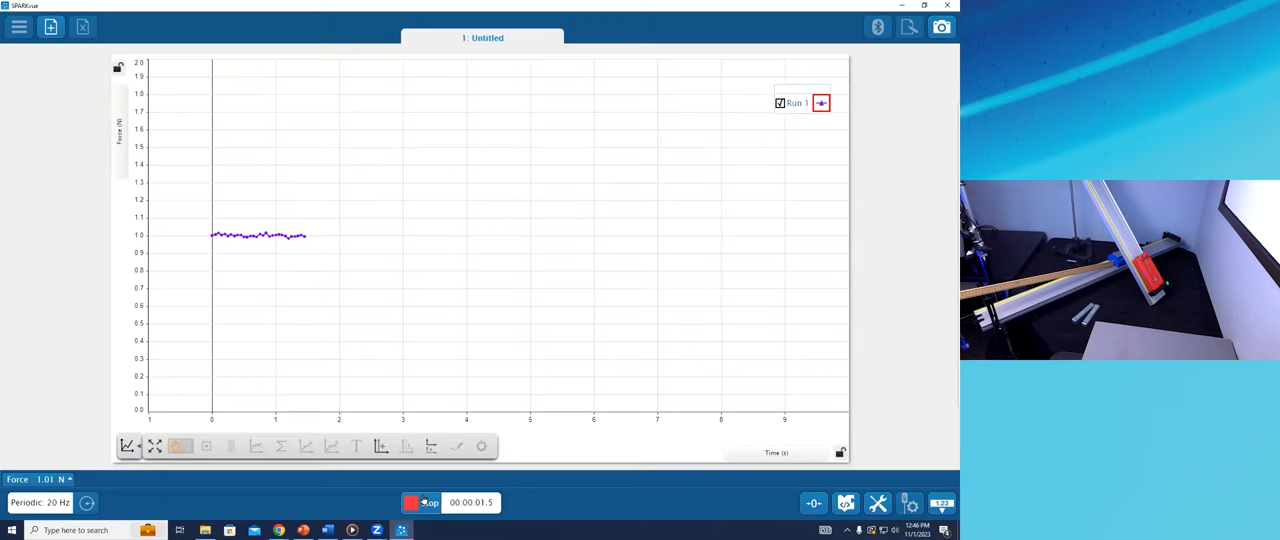 SPARKvue
1: Untitled
Run 1
Force (N)
2.0
1.9
1.8
1.7
1.6
1.5
1.4
1.3
1.2
1.1
1.0
0.9
0.8
0.7
0.6
0.5
0.4
0.3
0.2
0.1
0.0
1 0 1 2 3 4 5 6 7 8 9
Time (s)
Force 1.01 N
Periodic: 20 Hz
Stop
00:00:01.5
1.23
Type here to search
12:46 PM
11/1/2023